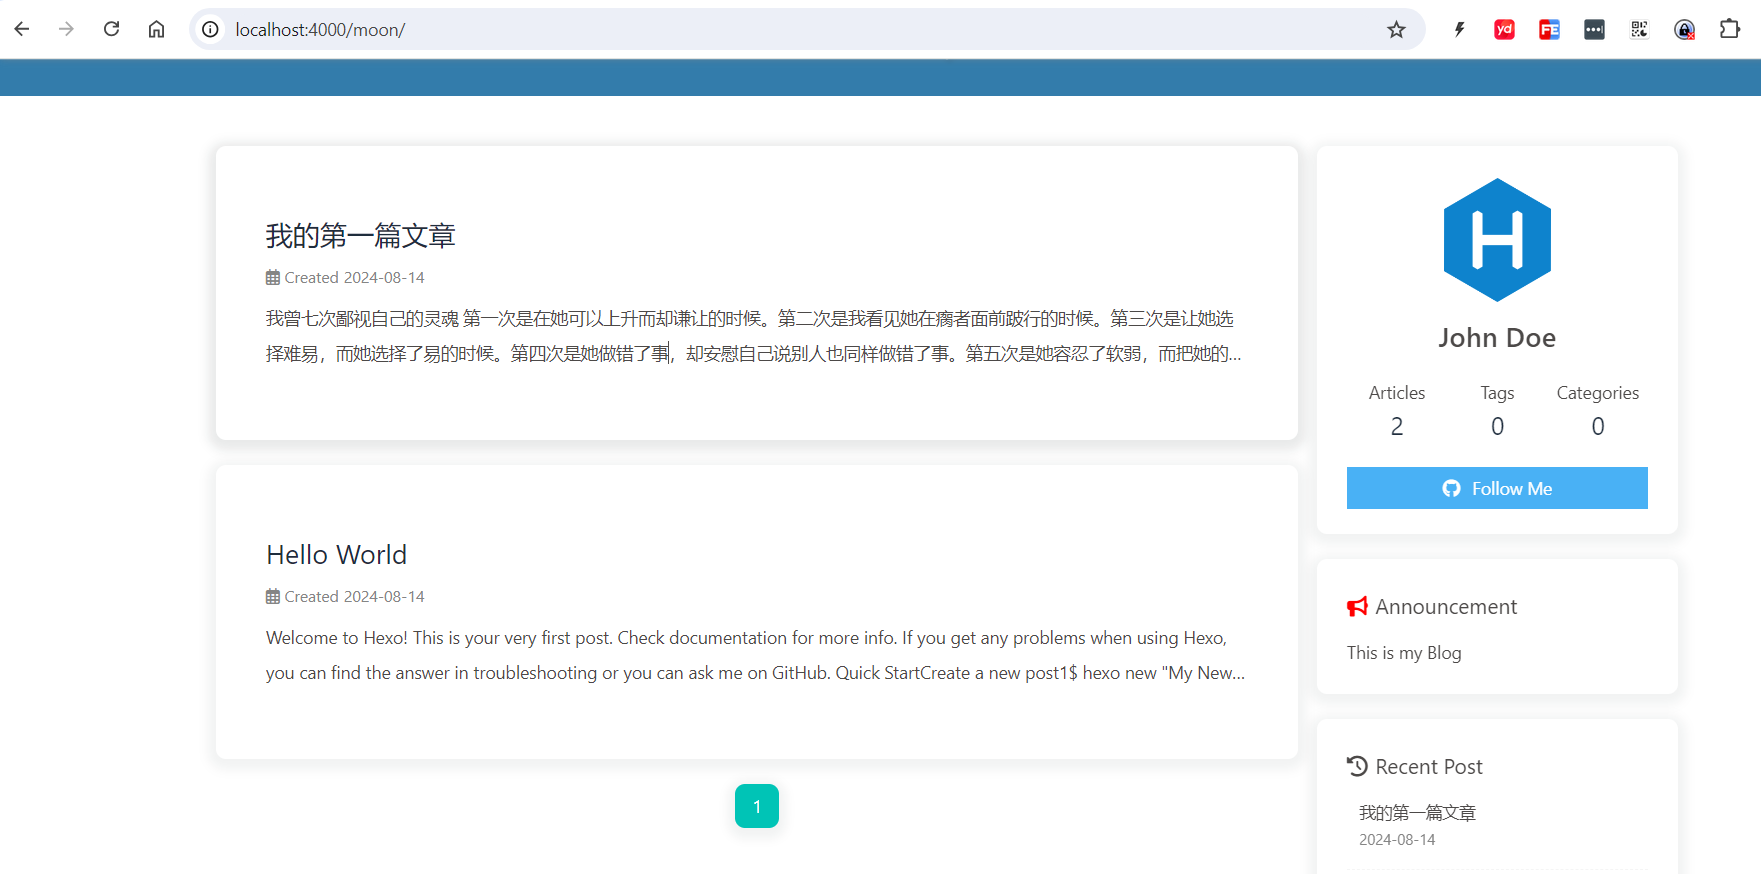 localhost:4000/moon/
yd
FE
我的第一篇文章
Created 2024-08-14
我曾七次鄙视自己的灵魂 第一次是在她可以上升而却谦让的时候。第二次是我看见她在瘸者面前跛行的时候。第三次是让她选
择难易，而她选择了易的时候。第四次是她做错了事，却安慰自己说别人也同样做错了事。第五次是她容忍了软弱，而把她的...
Hello World
Created 2024-08-14
Welcome to Hexo! This is your very first post. Check documentation for more info. If you get any problems when using Hexo,
you can find the answer in troubleshooting or you can ask me on GitHub. Quick StartCreate a new post1$ hexo new "My New...
1
H
John Doe
Articles Tags Categories
2 0 0
Follow Me
Announcement
This is my Blog
Recent Post
我的第一篇文章
2024-08-14